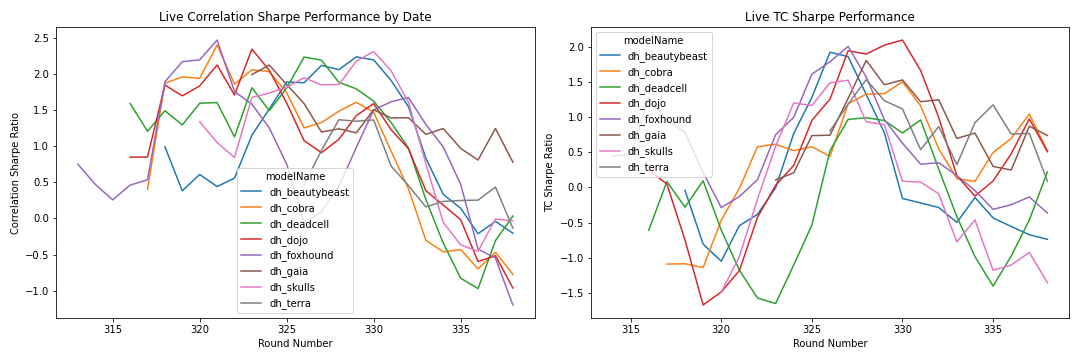 Live Correlation Sharpe Performance by Date
Correlation Sharpe Ratio
2.5
2.0
1.5
1.0
0.5
0.0
−0.5
−1.0
modelName
dh_beautybeast
dh_cobra
dh_deadcell
dh_dojo
dh_foxhound
dh_gaia
dh_skulls
dh_terra
315
320
325
330
335
Round Number
Live TC Sharpe Performance
TC Sharpe Ratio
2.0
1.5
1.0
0.5
0.0
−0.5
−1.0
−1.5
modelName
dh_beautybeast
dh_cobra
dh_deadcell
dh_dojo
dh_foxhound
dh_gaia
dh_skulls
dh_terra
315
320
325
330
335
Round Number